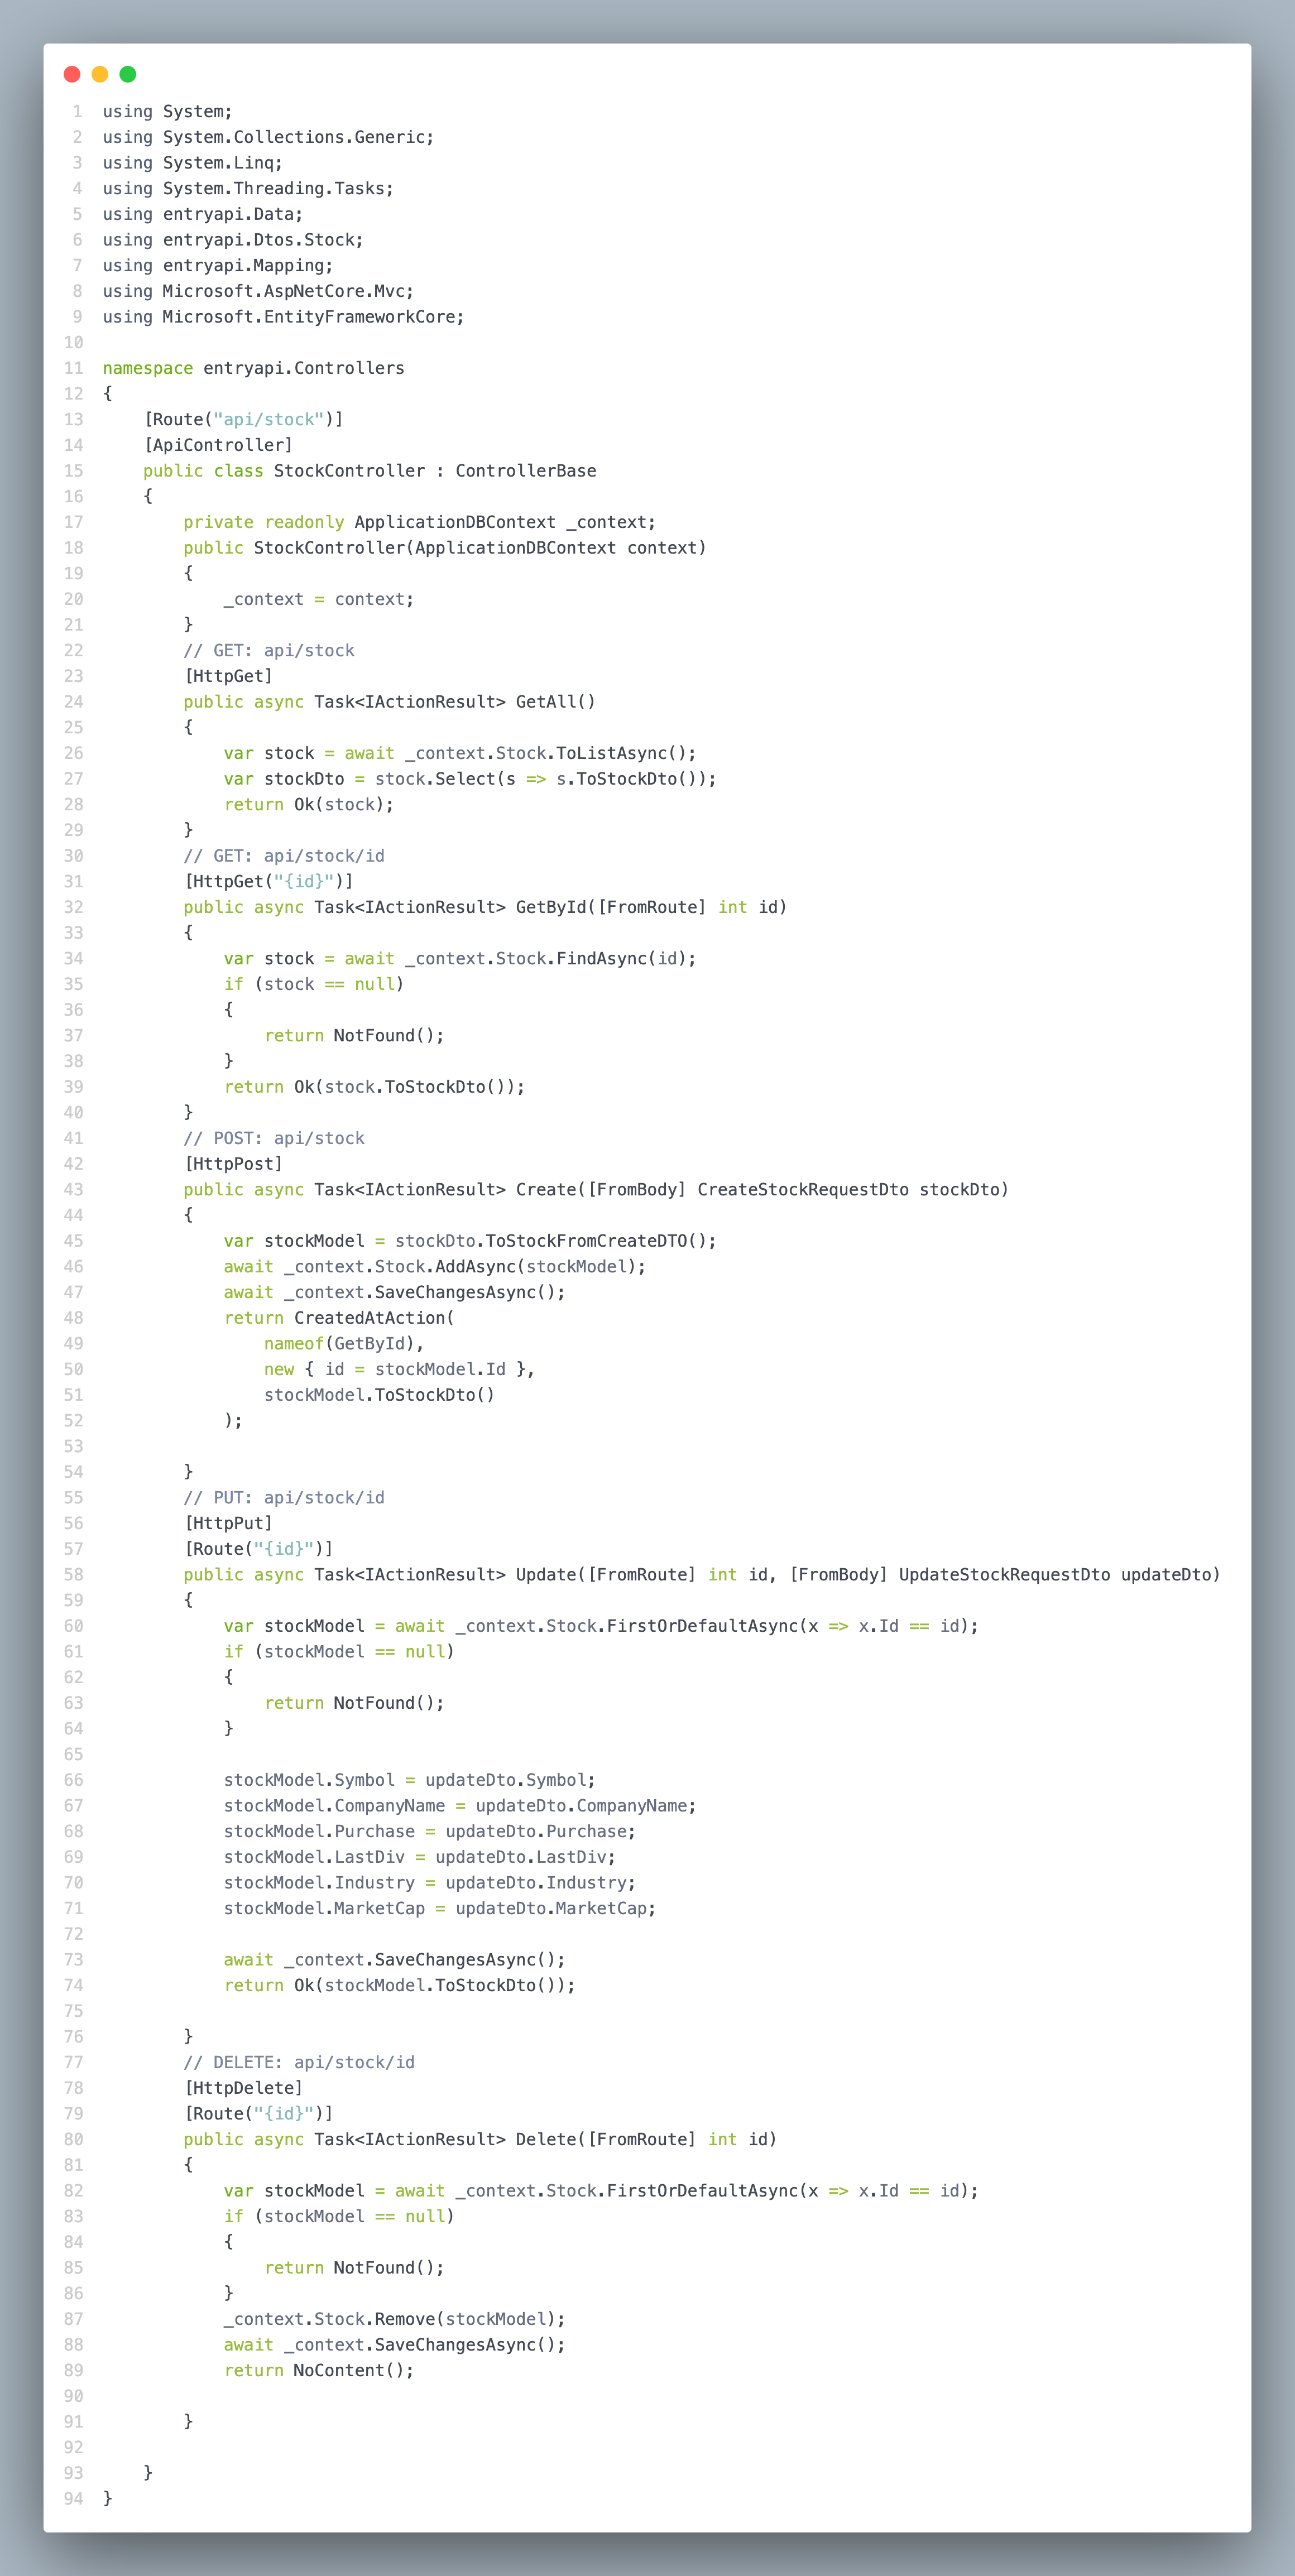 1 using System;
2 using System.Collections.Generic;
3 using System.Linq;
4 using System.Threading.Tasks;
5 using entryapi.Data;
6 using entryapi.Dtos.Stock;
7 using entryapi.Mapping;
8 using Microsoft.AspNetCore.Mvc;
9 using Microsoft.EntityFrameworkCore;
10
11 namespace entryapi.Controllers
12 {
13     [Route("api/stock")]
14     [ApiController]
15     public class StockController : ControllerBase
16     {
17         private readonly ApplicationDBContext _context;
18         public StockController(ApplicationDBContext context)
19         {
20             _context = context;
21         }
22         // GET: api/stock
23         [HttpGet]
24         public async Task<IActionResult> GetAll()
25         {
26             var stock = await _context.Stock.ToListAsync();
27             var stockDto = stock.Select(s => s.ToStockDto());
28             return Ok(stock);
29         }
30         // GET: api/stock/id
31         [HttpGet("{id}")]
32         public async Task<IActionResult> GetById([FromRoute] int id)
33         {
34             var stock = await _context.Stock.FindAsync(id);
35             if (stock == null)
36             {
37                 return NotFound();
38             }
39             return Ok(stock.ToStockDto());
40         }
41         // POST: api/stock
42         [HttpPost]
43         public async Task<IActionResult> Create([FromBody] CreateStockRequestDto stockDto)
44         {
45             var stockModel = stockDto.ToStockFromCreateDTO();
46             await _context.Stock.AddAsync(stockModel);
47             await _context.SaveChangesAsync();
48             return CreatedAtAction(
49                 nameof(GetById),
50                 new { id = stockModel.Id },
51                 stockModel.ToStockDto()
52             );
53
54         }
55         // PUT: api/stock/id
56         [HttpPut]
57         [Route("{id}")]
58         public async Task<IActionResult> Update([FromRoute] int id, [FromBody] UpdateStockRequestDto updateDto)
59         {
60             var stockModel = await _context.Stock.FirstOrDefaultAsync(x => x.Id == id);
61             if (stockModel == null)
62             {
63                 return NotFound();
64             }
65
66             stockModel.Symbol = updateDto.Symbol;
67             stockModel.CompanyName = updateDto.CompanyName;
68             stockModel.Purchase = updateDto.Purchase;
69             stockModel.LastDiv = updateDto.LastDiv;
70             stockModel.Industry = updateDto.Industry;
71             stockModel.MarketCap = updateDto.MarketCap;
72
73             await _context.SaveChangesAsync();
74             return Ok(stockModel.ToStockDto());
75
76         }
77         // DELETE: api/stock/id
78         [HttpDelete]
79         [Route("{id}")]
80         public async Task<IActionResult> Delete([FromRoute] int id)
81         {
82             var stockModel = await _context.Stock.FirstOrDefaultAsync(x => x.Id == id);
83             if (stockModel == null)
84             {
85                 return NotFound();
86             }
87             _context.Stock.Remove(stockModel);
88             await _context.SaveChangesAsync();
89             return NoContent();
90
91         }
92
93     }
94 }